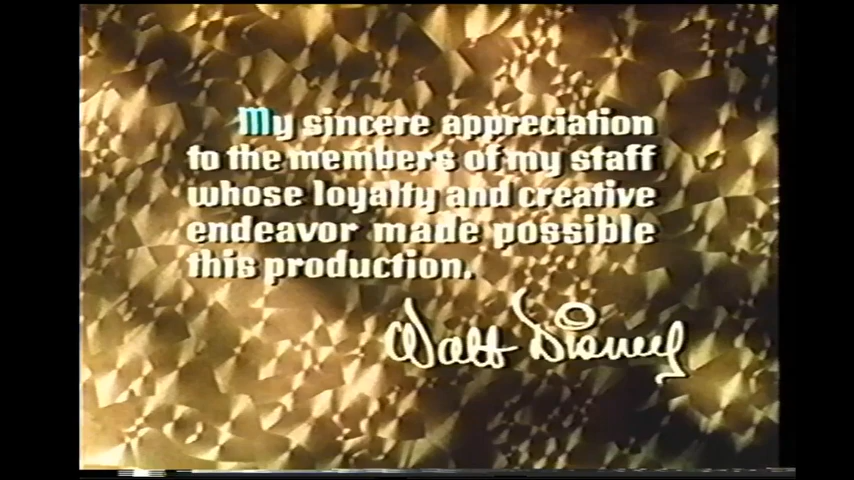 My sincere appreciation
to the members of my staff
whose loyalty and creative
endeavor made possible
this production.
Walt Disney